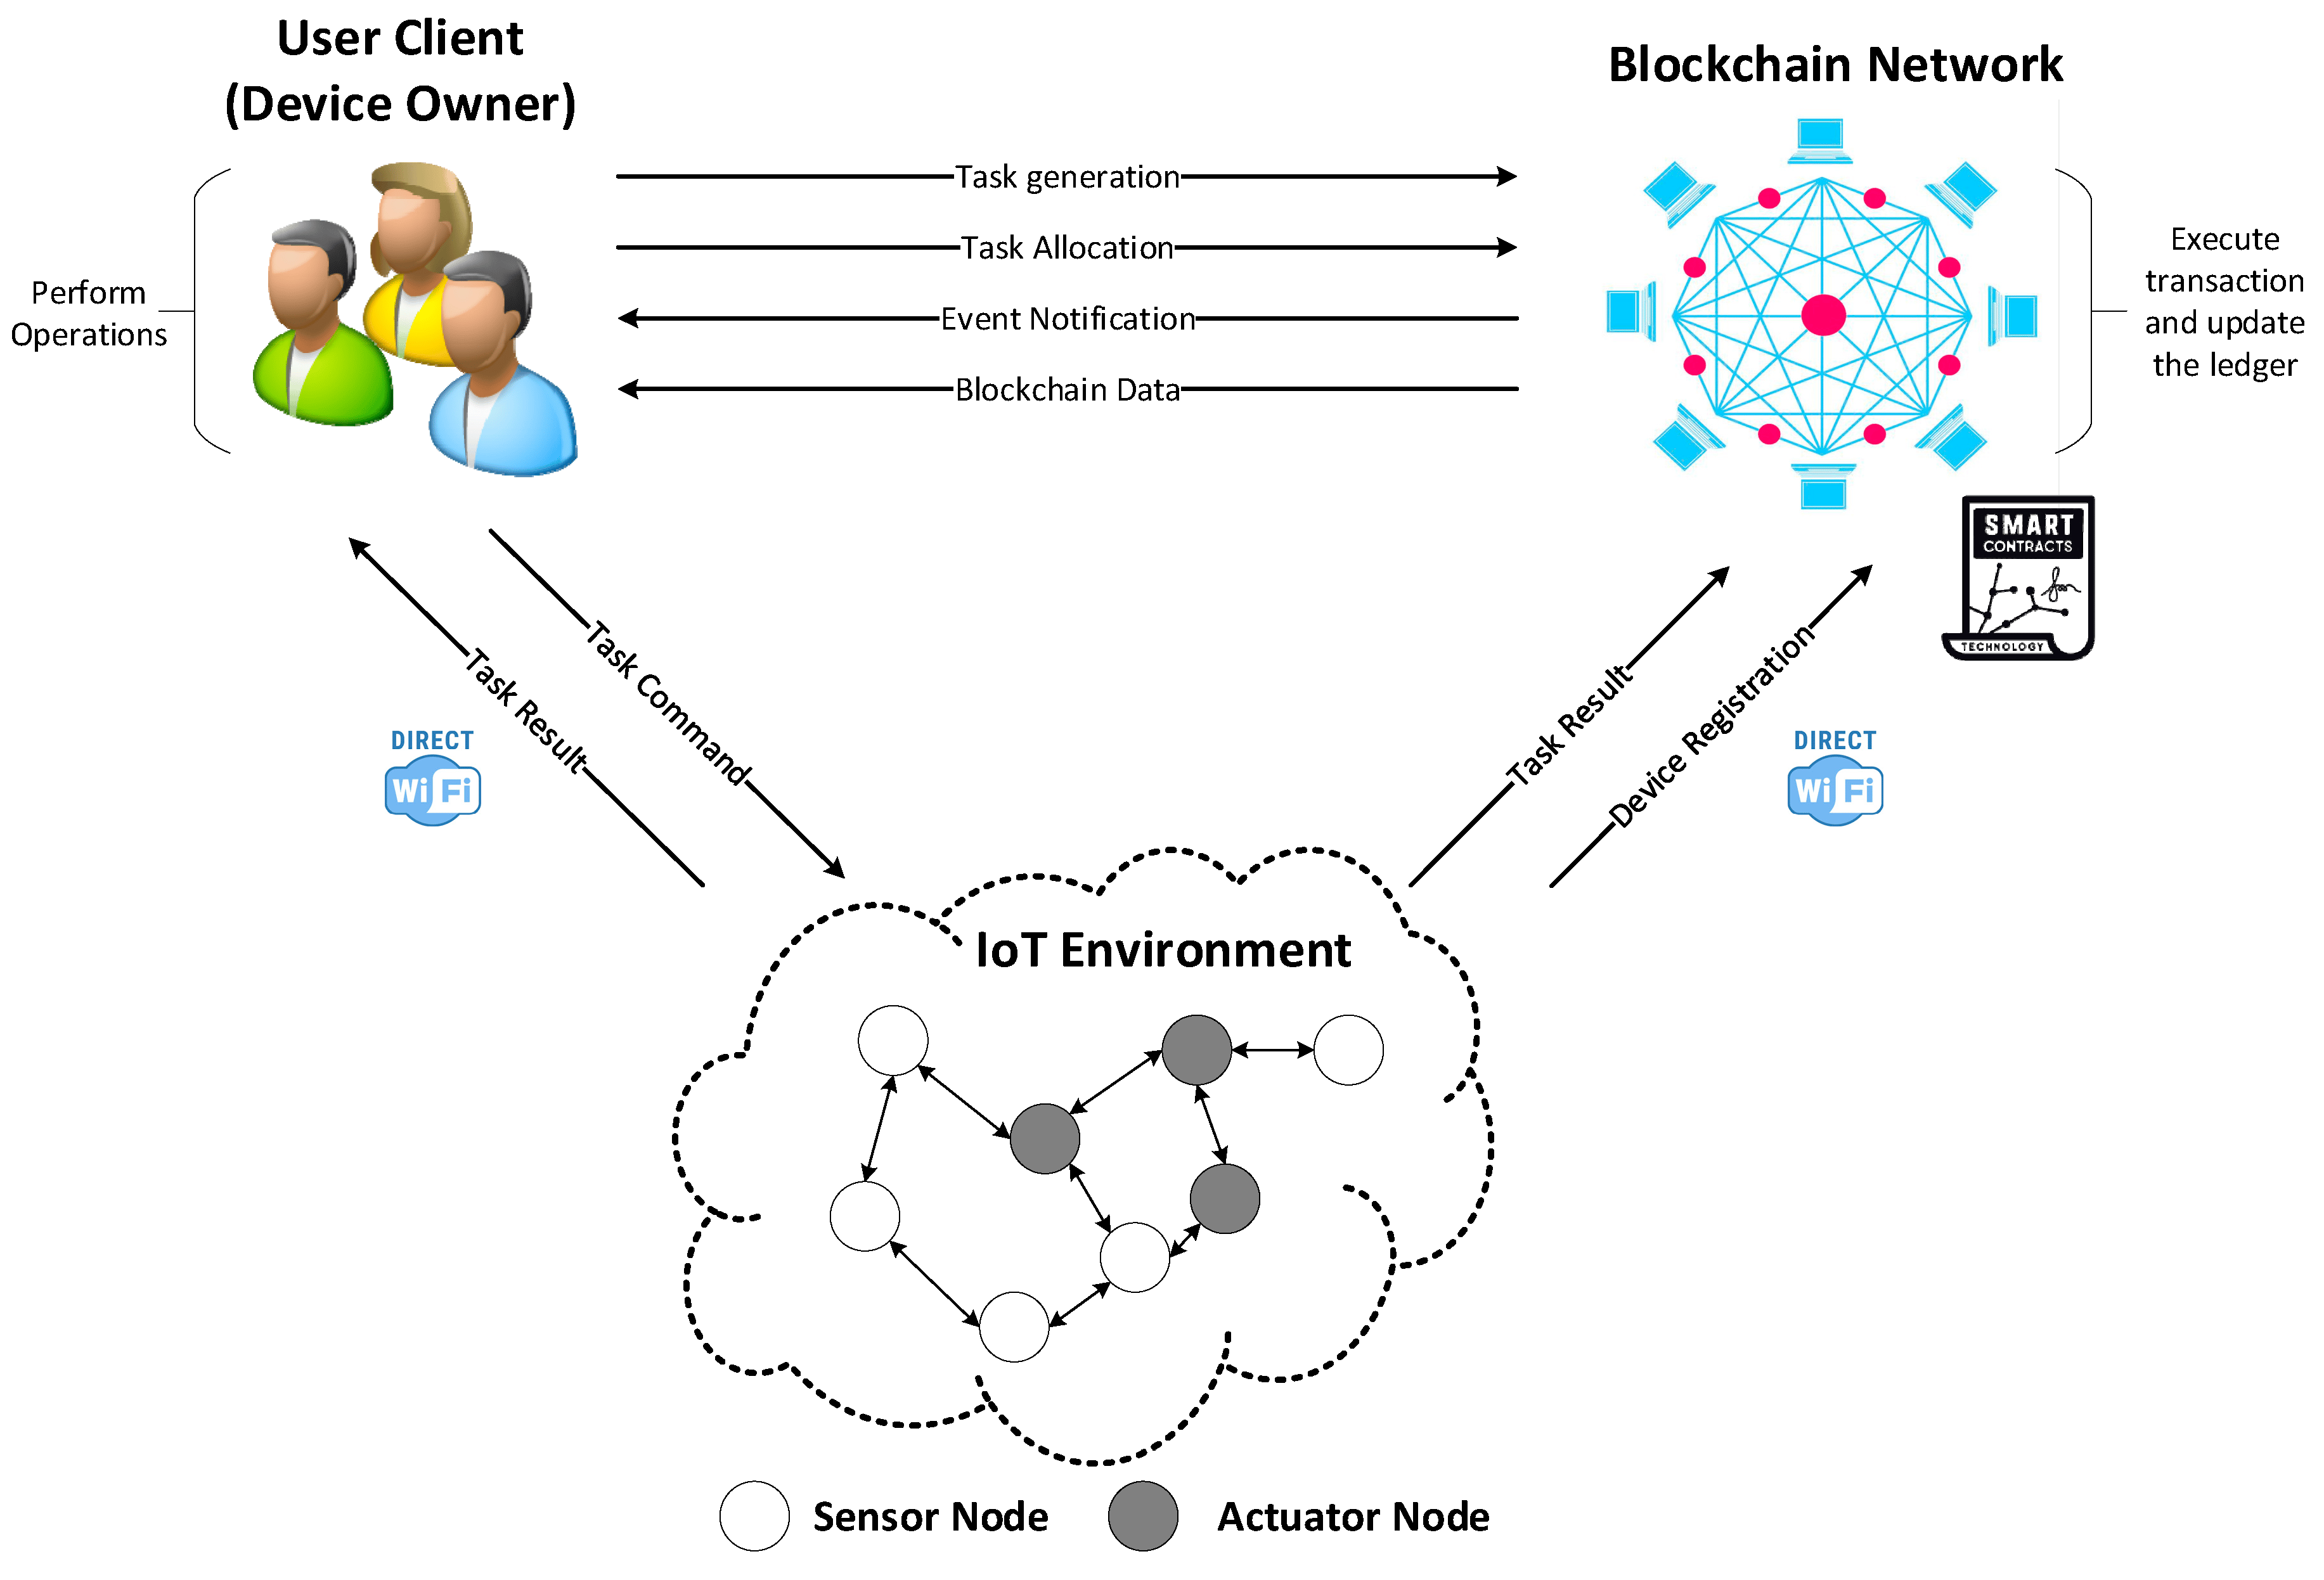 User Client
(Device Owner)
Blockchain Network
Task generation
Task Allocation
Event Notification
Blockchain Data
Perform
Operations
Execute
transaction
and update
the ledger
SMART
CONTRACTS
TECHNOLOGY
Task Result
Task Command
DIRECT
Wi Fi
Task Result
Device Registration
DIRECT
Wi Fi
IoT Environment
Sensor Node
Actuator Node